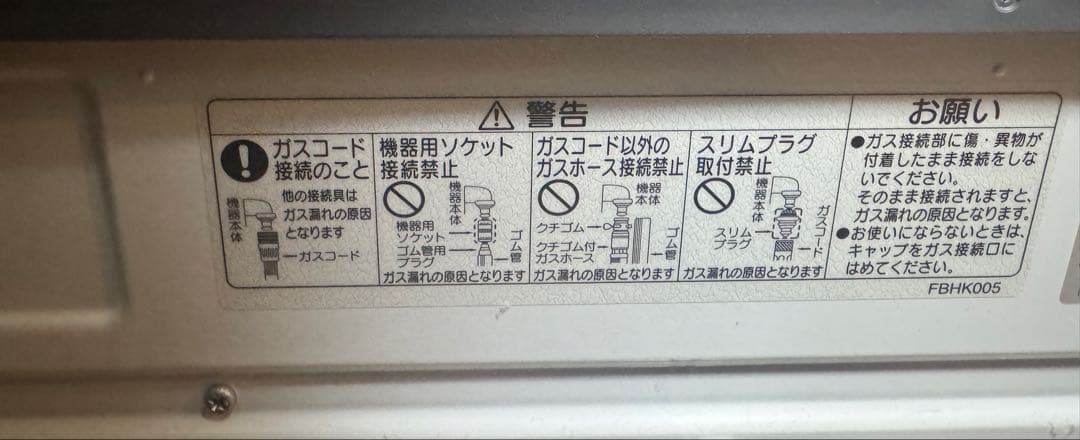 ⚠ 警告
ガスコード
接続のこと
他の接続具は
ガス漏れの原因
となります
機器本体
ガスコード
機器用ソケット
接続禁止
機器本体
機器用
ソケット
ゴム管用
プラグ
ゴム管
ガス漏れの原因となります
ガスコード以外の
ガスホース接続禁止
機器
本体
クチゴム
クチゴム付
ガスホース
ガス漏れの原因となります
スリムプラグ
取付禁止
機器本体
スリム
プラグ
ガスコード
ガス漏れの原因となります
お願い
●ガス接続部に傷・異物が
付着したまま接続をしな
いでください。
そのまま接続されますと、
ガス漏れの原因となります。
●お使いにならないときは、
キャップをガス接続口に
はめてください。
FBHK005